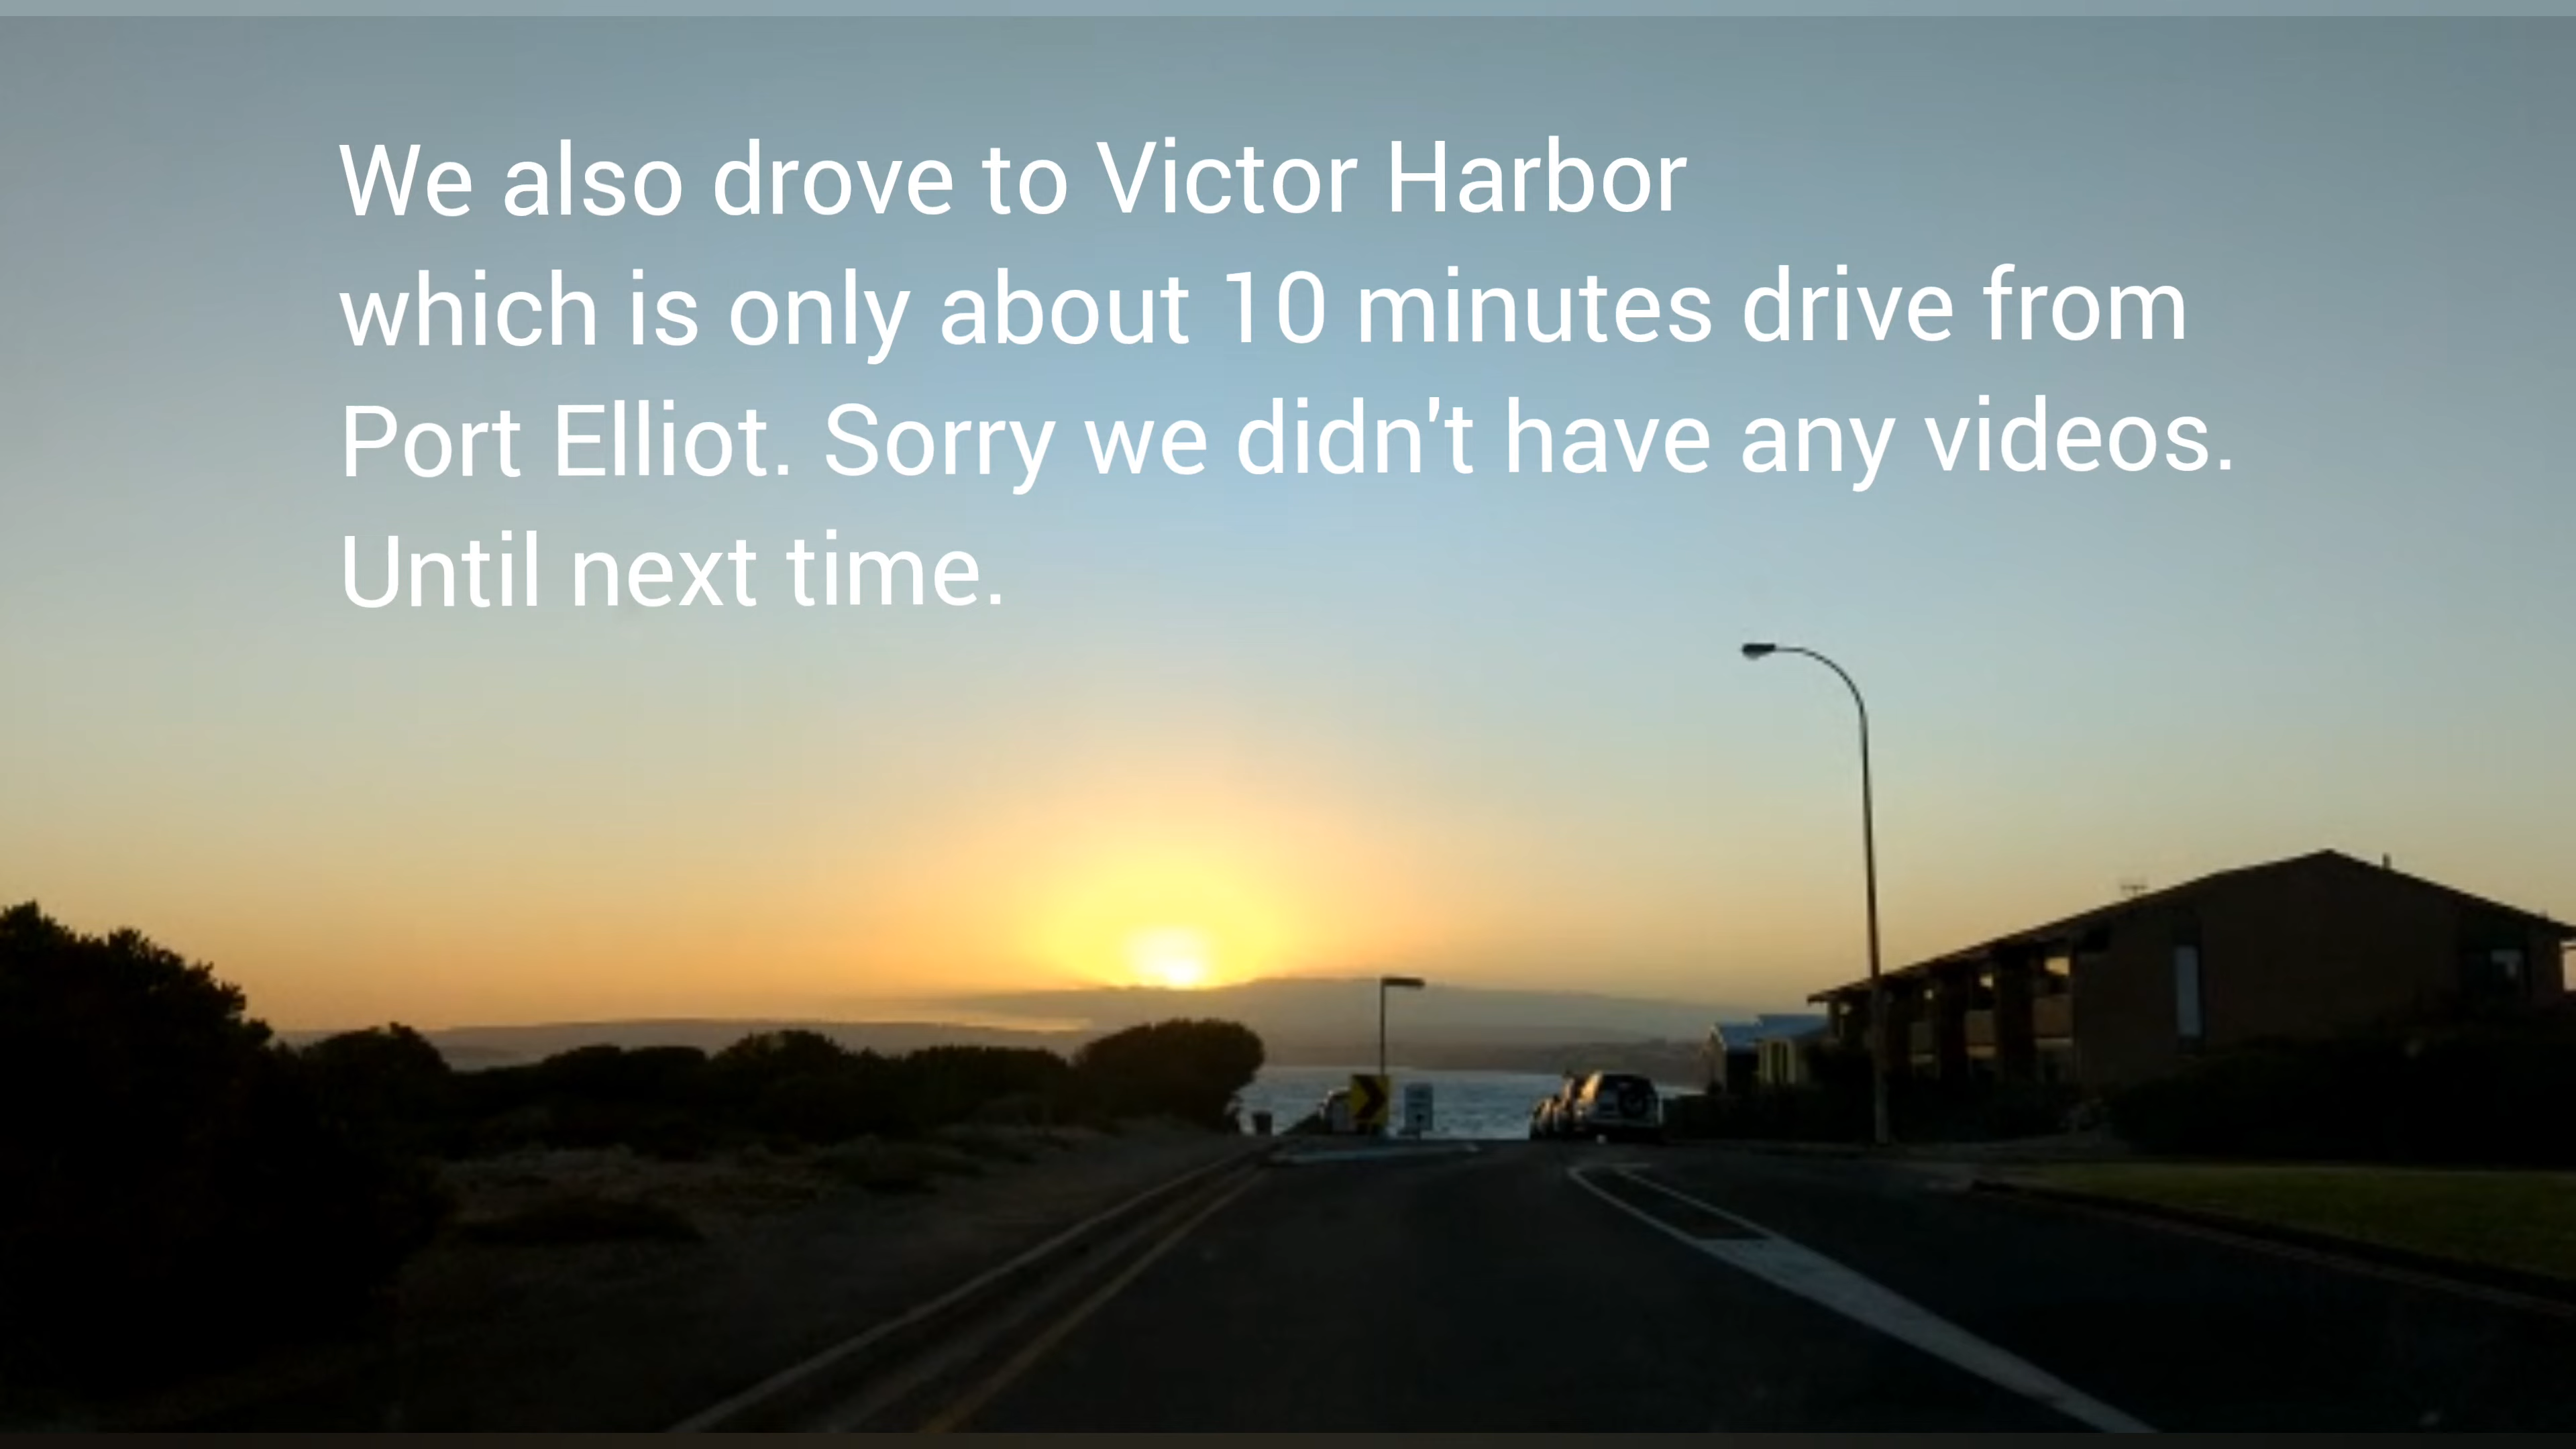 We also drove to Victor Harbor
which is only about 10 minutes drive from
Port Elliot. Sorry we didn't have any videos.
Until next time.